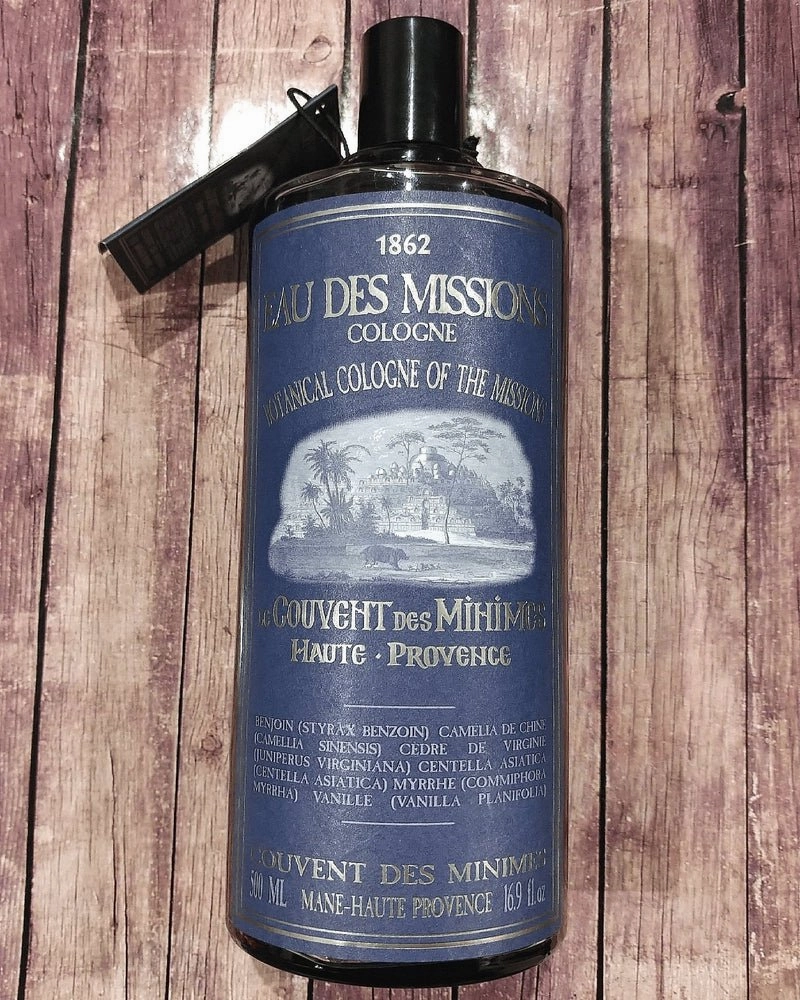 1862
EAU DES MISSIONS
COLOGNE
BOTANICAL COLOGNE OF THE MISSIONS
LE COUVENT DES MINIMES
HAUTE · PROVENCE
BENJOIN (STYRAX BENZOIN) CAMELIA DE CHINE
(CAMELLIA SINENSIS) CEDRE DE VIRGINIE
(JUNIPERUS VIRGINIANA) CENTELLA ASIATICA
(CENTELLA ASIATICA) MYRRHE (COMMIPHORA
MYRRHA) VANILLE (VANILLA PLANIFOLIA)
COUVENT DES MINIMES
500 ML MANE-HAUTE PROVENCE 16.9 fl.oz